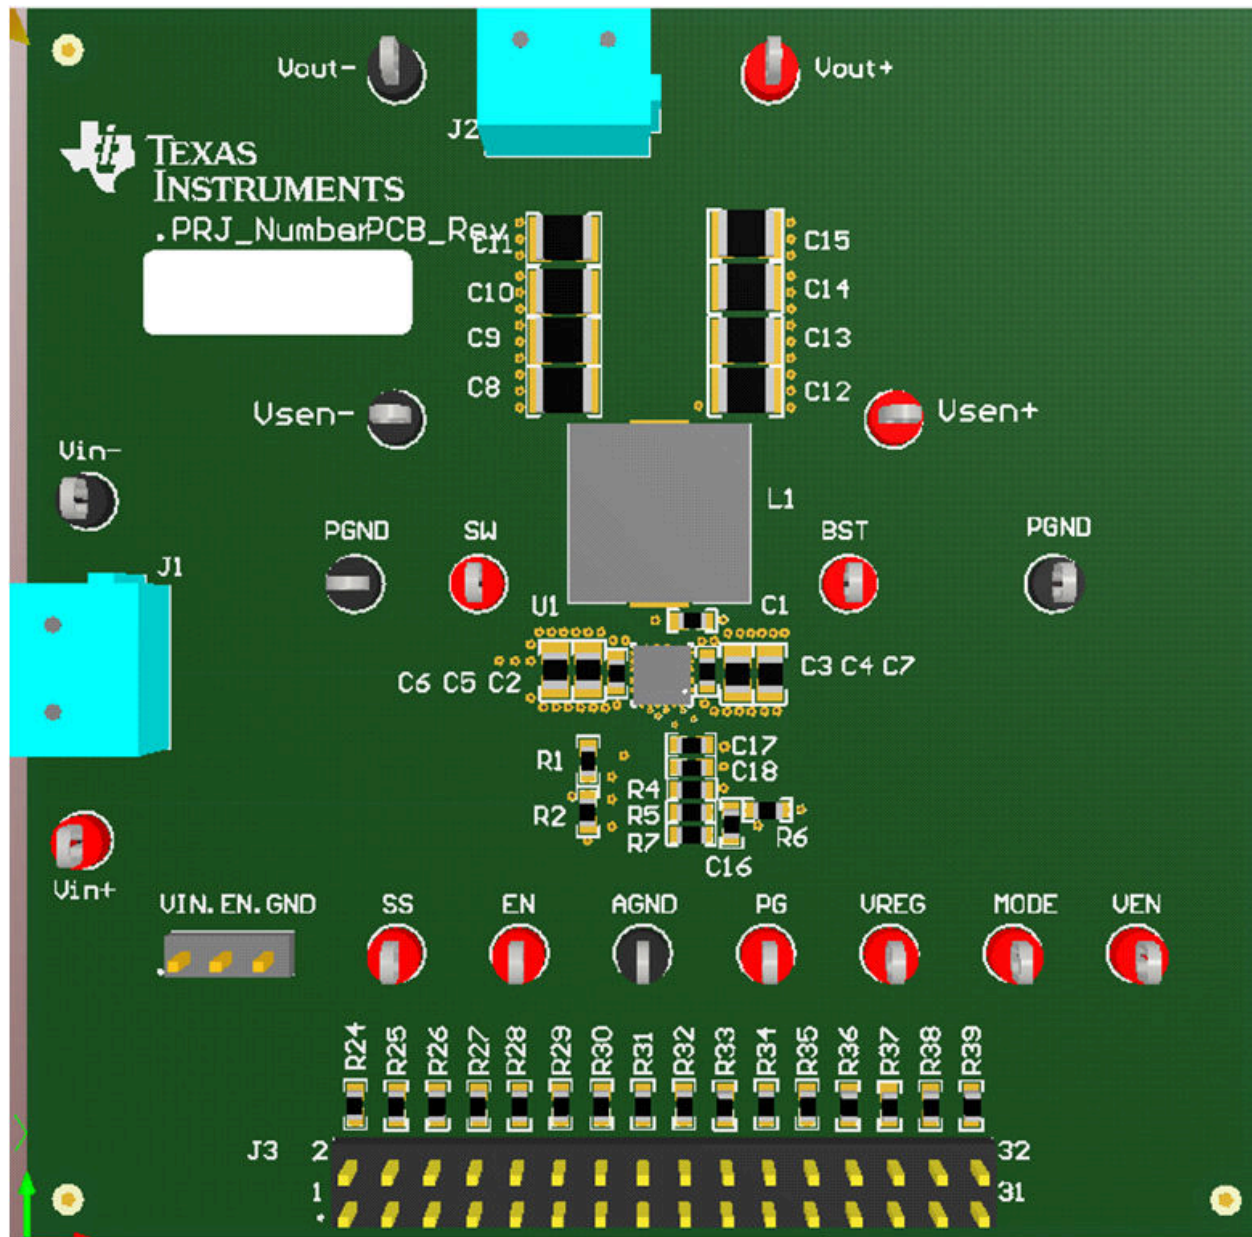 Vout-
Vout+
J2
TEXAS
INSTRUMENTS
.PRJ_NumberPCB_Rev
C11
C15
C10
C14
C9
C13
C8
C12
Vsen-
Vsen+
Vin-
L1
PGND
SW
BST
PGND
J1
U1
C1
C6 C5 C2
C3 C4 C7
R1
C17
C18
R4
R2
R5
R7
R6
C16
Vin+
VIN.EN.GND
SS
EN
AGND
PG
VREG
MODE
VEN
R24
R25
R26
R27
R28
R29
R30
R31
R32
R33
R34
R35
R36
R37
R38
R39
J3
2
32
1
31